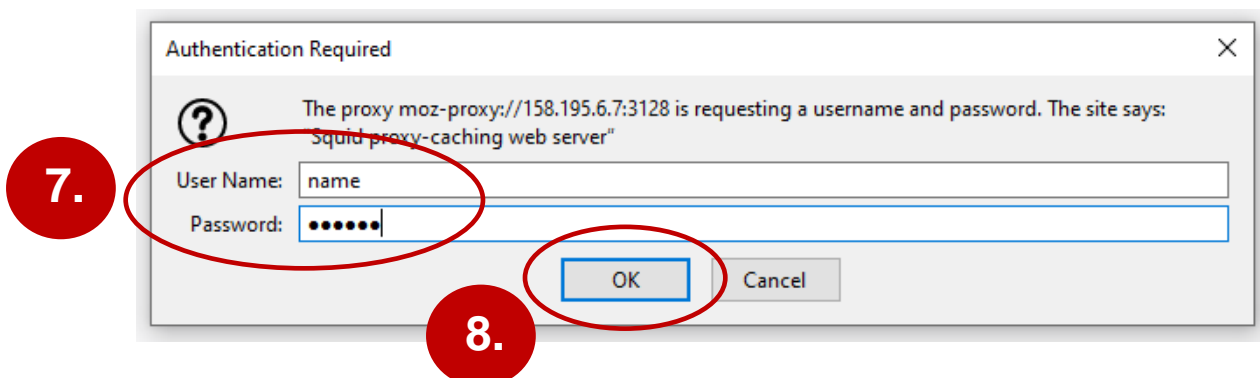 Authentication Required
The proxy moz-proxy://158.195.6.7:3128 is requesting a username and password. The site says:
"Squid proxy-caching web server"
7.
User Name: name
Password: ●●●●●●
OK Cancel
8.